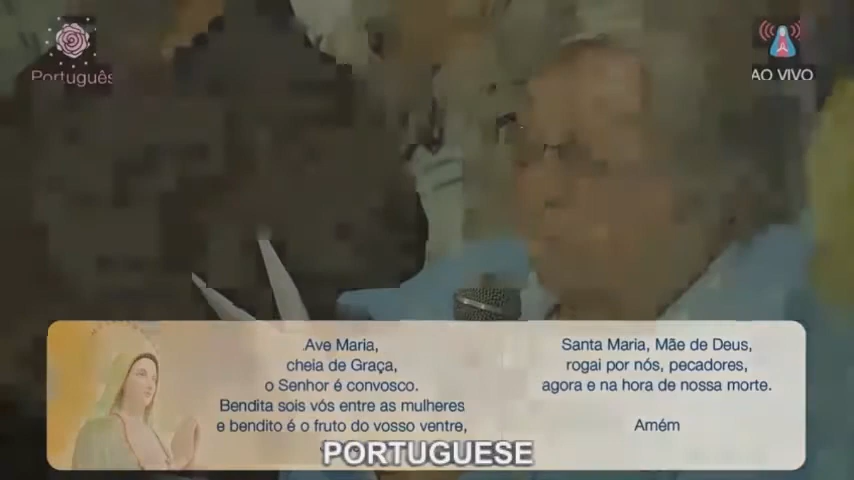 Português
AO VIVO
Ave Maria,
cheia de Graça,
o Senhor é convosco.
Bendita sois vós entre as mulheres
e bendito é o fruto do vosso ventre,
Santa Maria, Mãe de Deus,
rogai por nós, pecadores,
agora e na hora de nossa morte.
Amém
PORTUGUESE